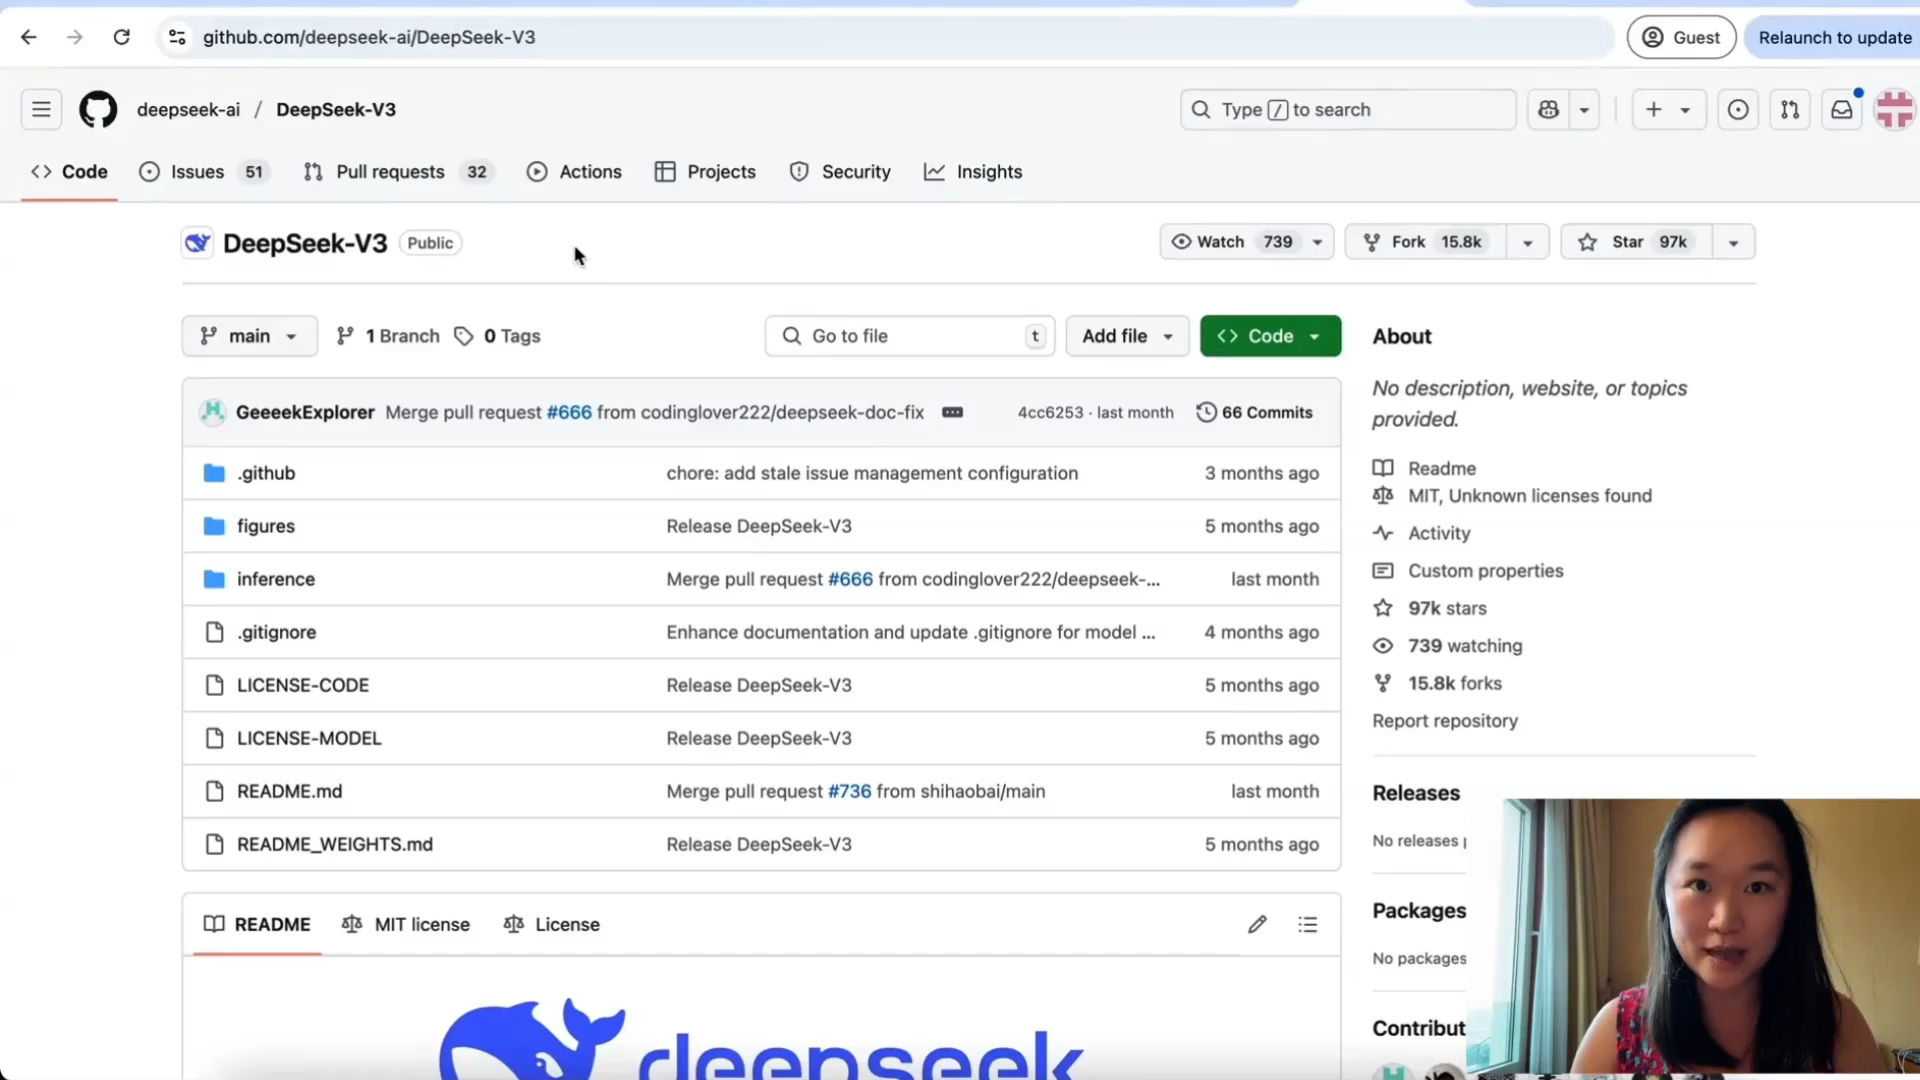 github.com/deepseek-ai/DeepSeek-V3
Guest
Relaunch to update
deepseek-ai / DeepSeek-V3
Type / to search
Code
Issues 51
Pull requests 32
Actions
Projects
Security
Insights
DeepSeek-V3 Public
Watch 739
Fork 15.8k
Star 97k
main
1 Branch
0 Tags
Go to file t
Add file
Code
GeeeekExplorer Merge pull request #666 from codinglover222/deepseek-doc-fix 4cc6253 · last month 66 Commits
.github chore: add stale issue management configuration 3 months ago
figures Release DeepSeek-V3 5 months ago
inference Merge pull request #666 from codinglover222/deepseek-... last month
.gitignore Enhance documentation and update .gitignore for model ... 4 months ago
LICENSE-CODE Release DeepSeek-V3 5 months ago
LICENSE-MODEL Release DeepSeek-V3 5 months ago
README.md Merge pull request #736 from shihaobai/main last month
README_WEIGHTS.md Release DeepSeek-V3 5 months ago
README
MIT license
License
deepseek
About
No description, website, or topics
provided.
Readme
MIT, Unknown licenses found
Activity
Custom properties
97k stars
739 watching
15.8k forks
Report repository
Releases
No releases
Packages
No packages
Contribut